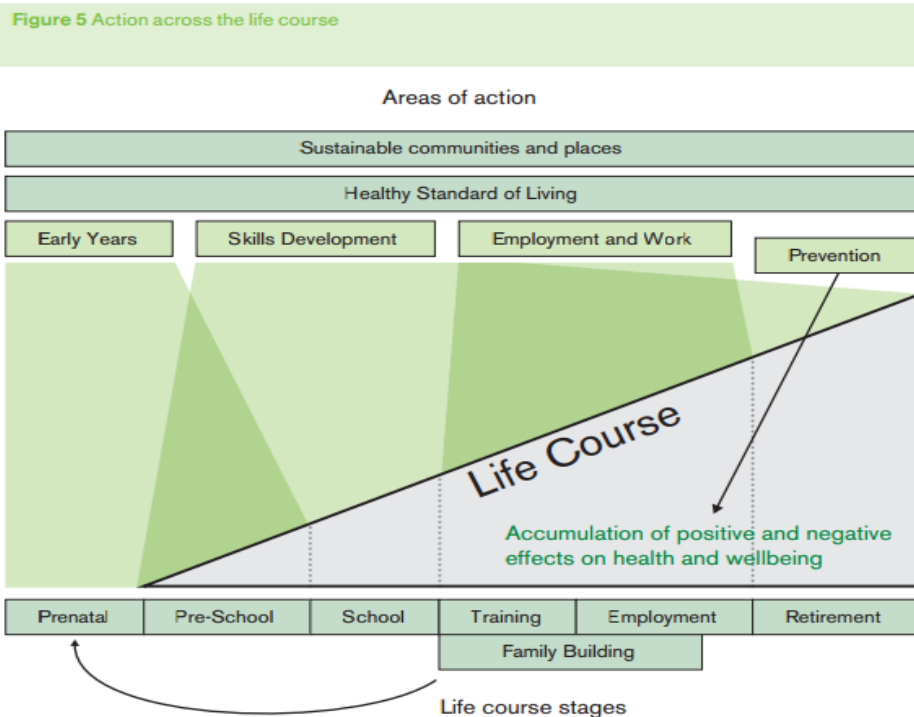 Figure 5 Action across the life course
Areas of action
Sustainable communities and places
Healthy Standard of Living
Early Years
Skills Development
Employment and Work
Prevention
Life Course
Accumulation of positive and negative
effects on health and wellbeing
Prenatal
Pre-School
School
Training
Employment
Retirement
Family Building
Life course stages